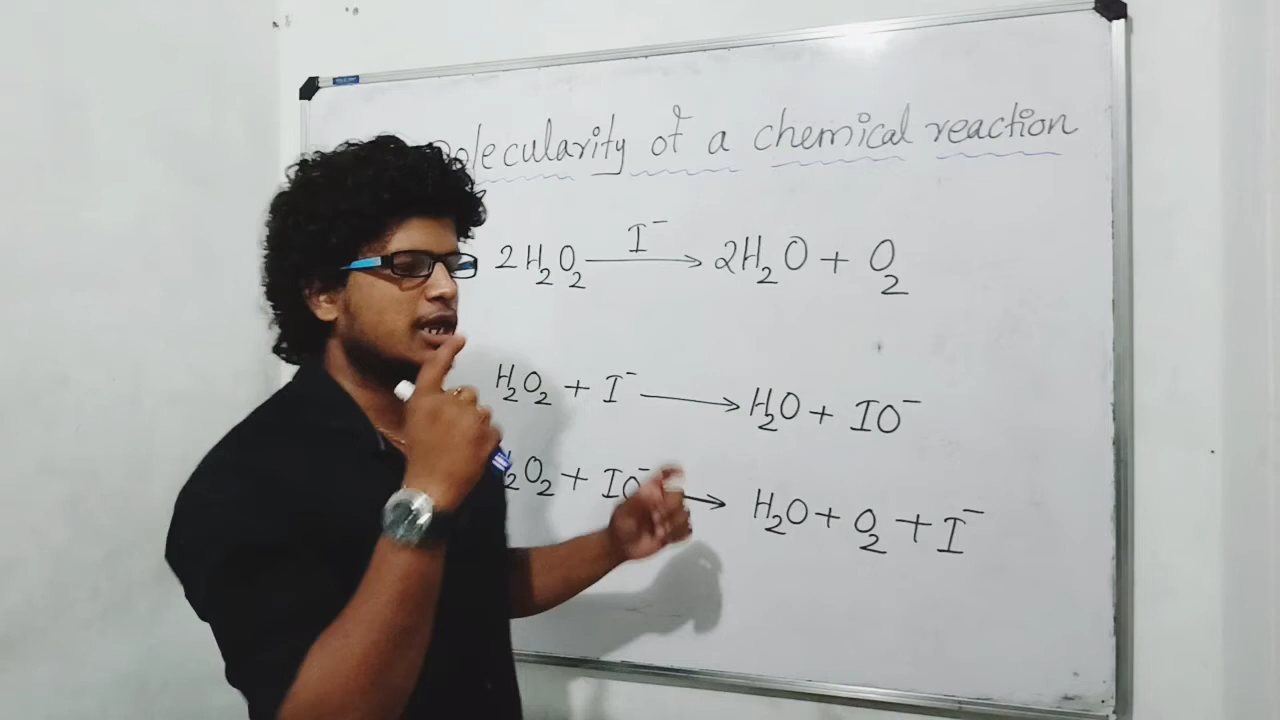 olecularity of a chemical reaction
2H₂O₂ —I⁻→ 2H₂O + O₂
H₂O₂ + I⁻ → H₂O + IO⁻
₂O₂ + IO⁻ → H₂O + O₂ + I⁻